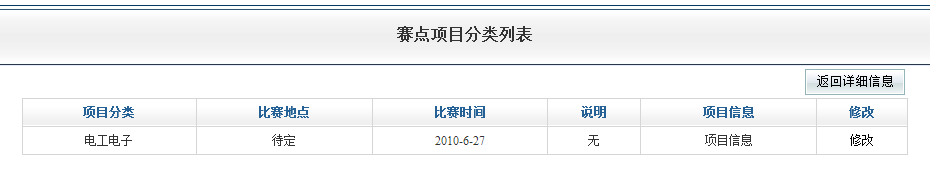 赛点项目分类列表
返回详细信息
项目分类 比赛地点 比赛时间 说明 项目信息 修改
电工电子 待定 2010-6-27 无 项目信息 修改